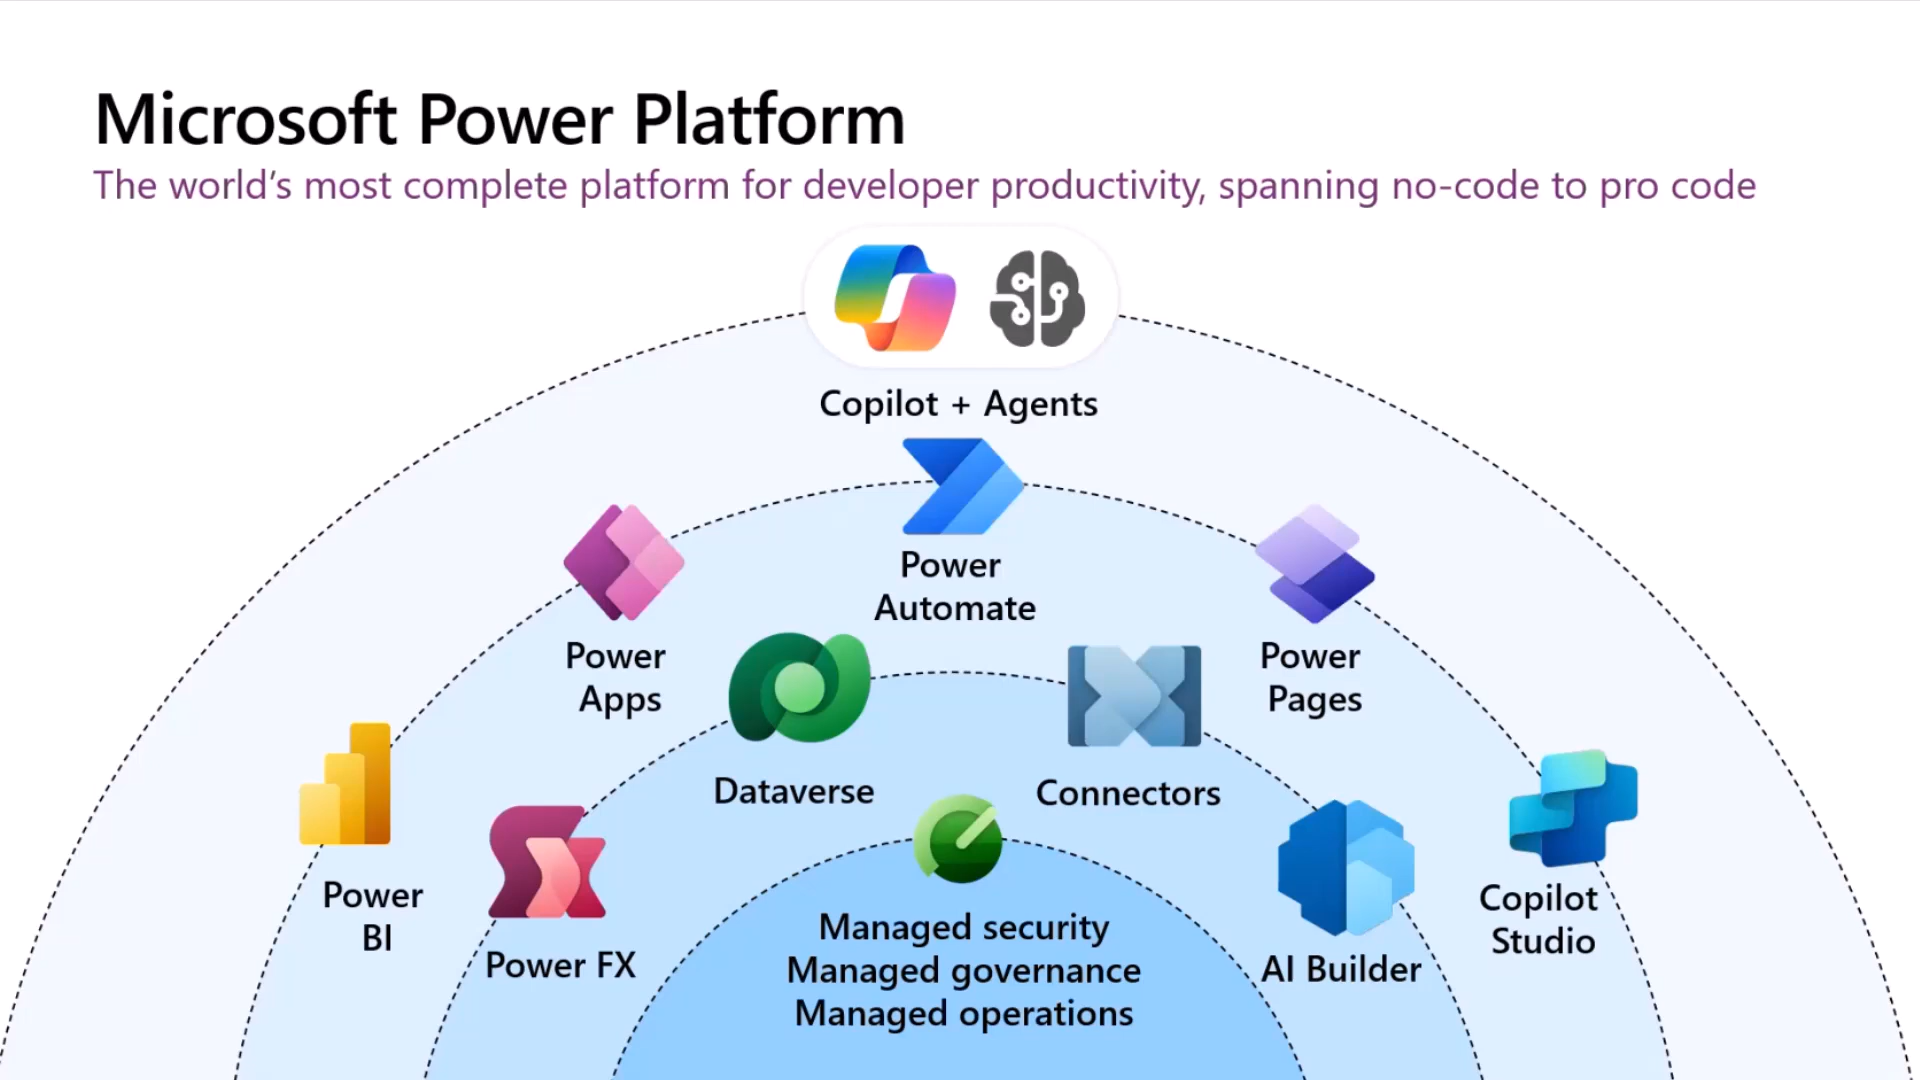 Microsoft Power Platform
The world’s most complete platform for developer productivity, spanning no-code to pro code
Copilot + Agents
Power
Automate
Power
Apps
Power
Pages
Dataverse
Connectors
Power
BI
Power FX
Managed security
Managed governance
Managed operations
AI Builder
Copilot
Studio